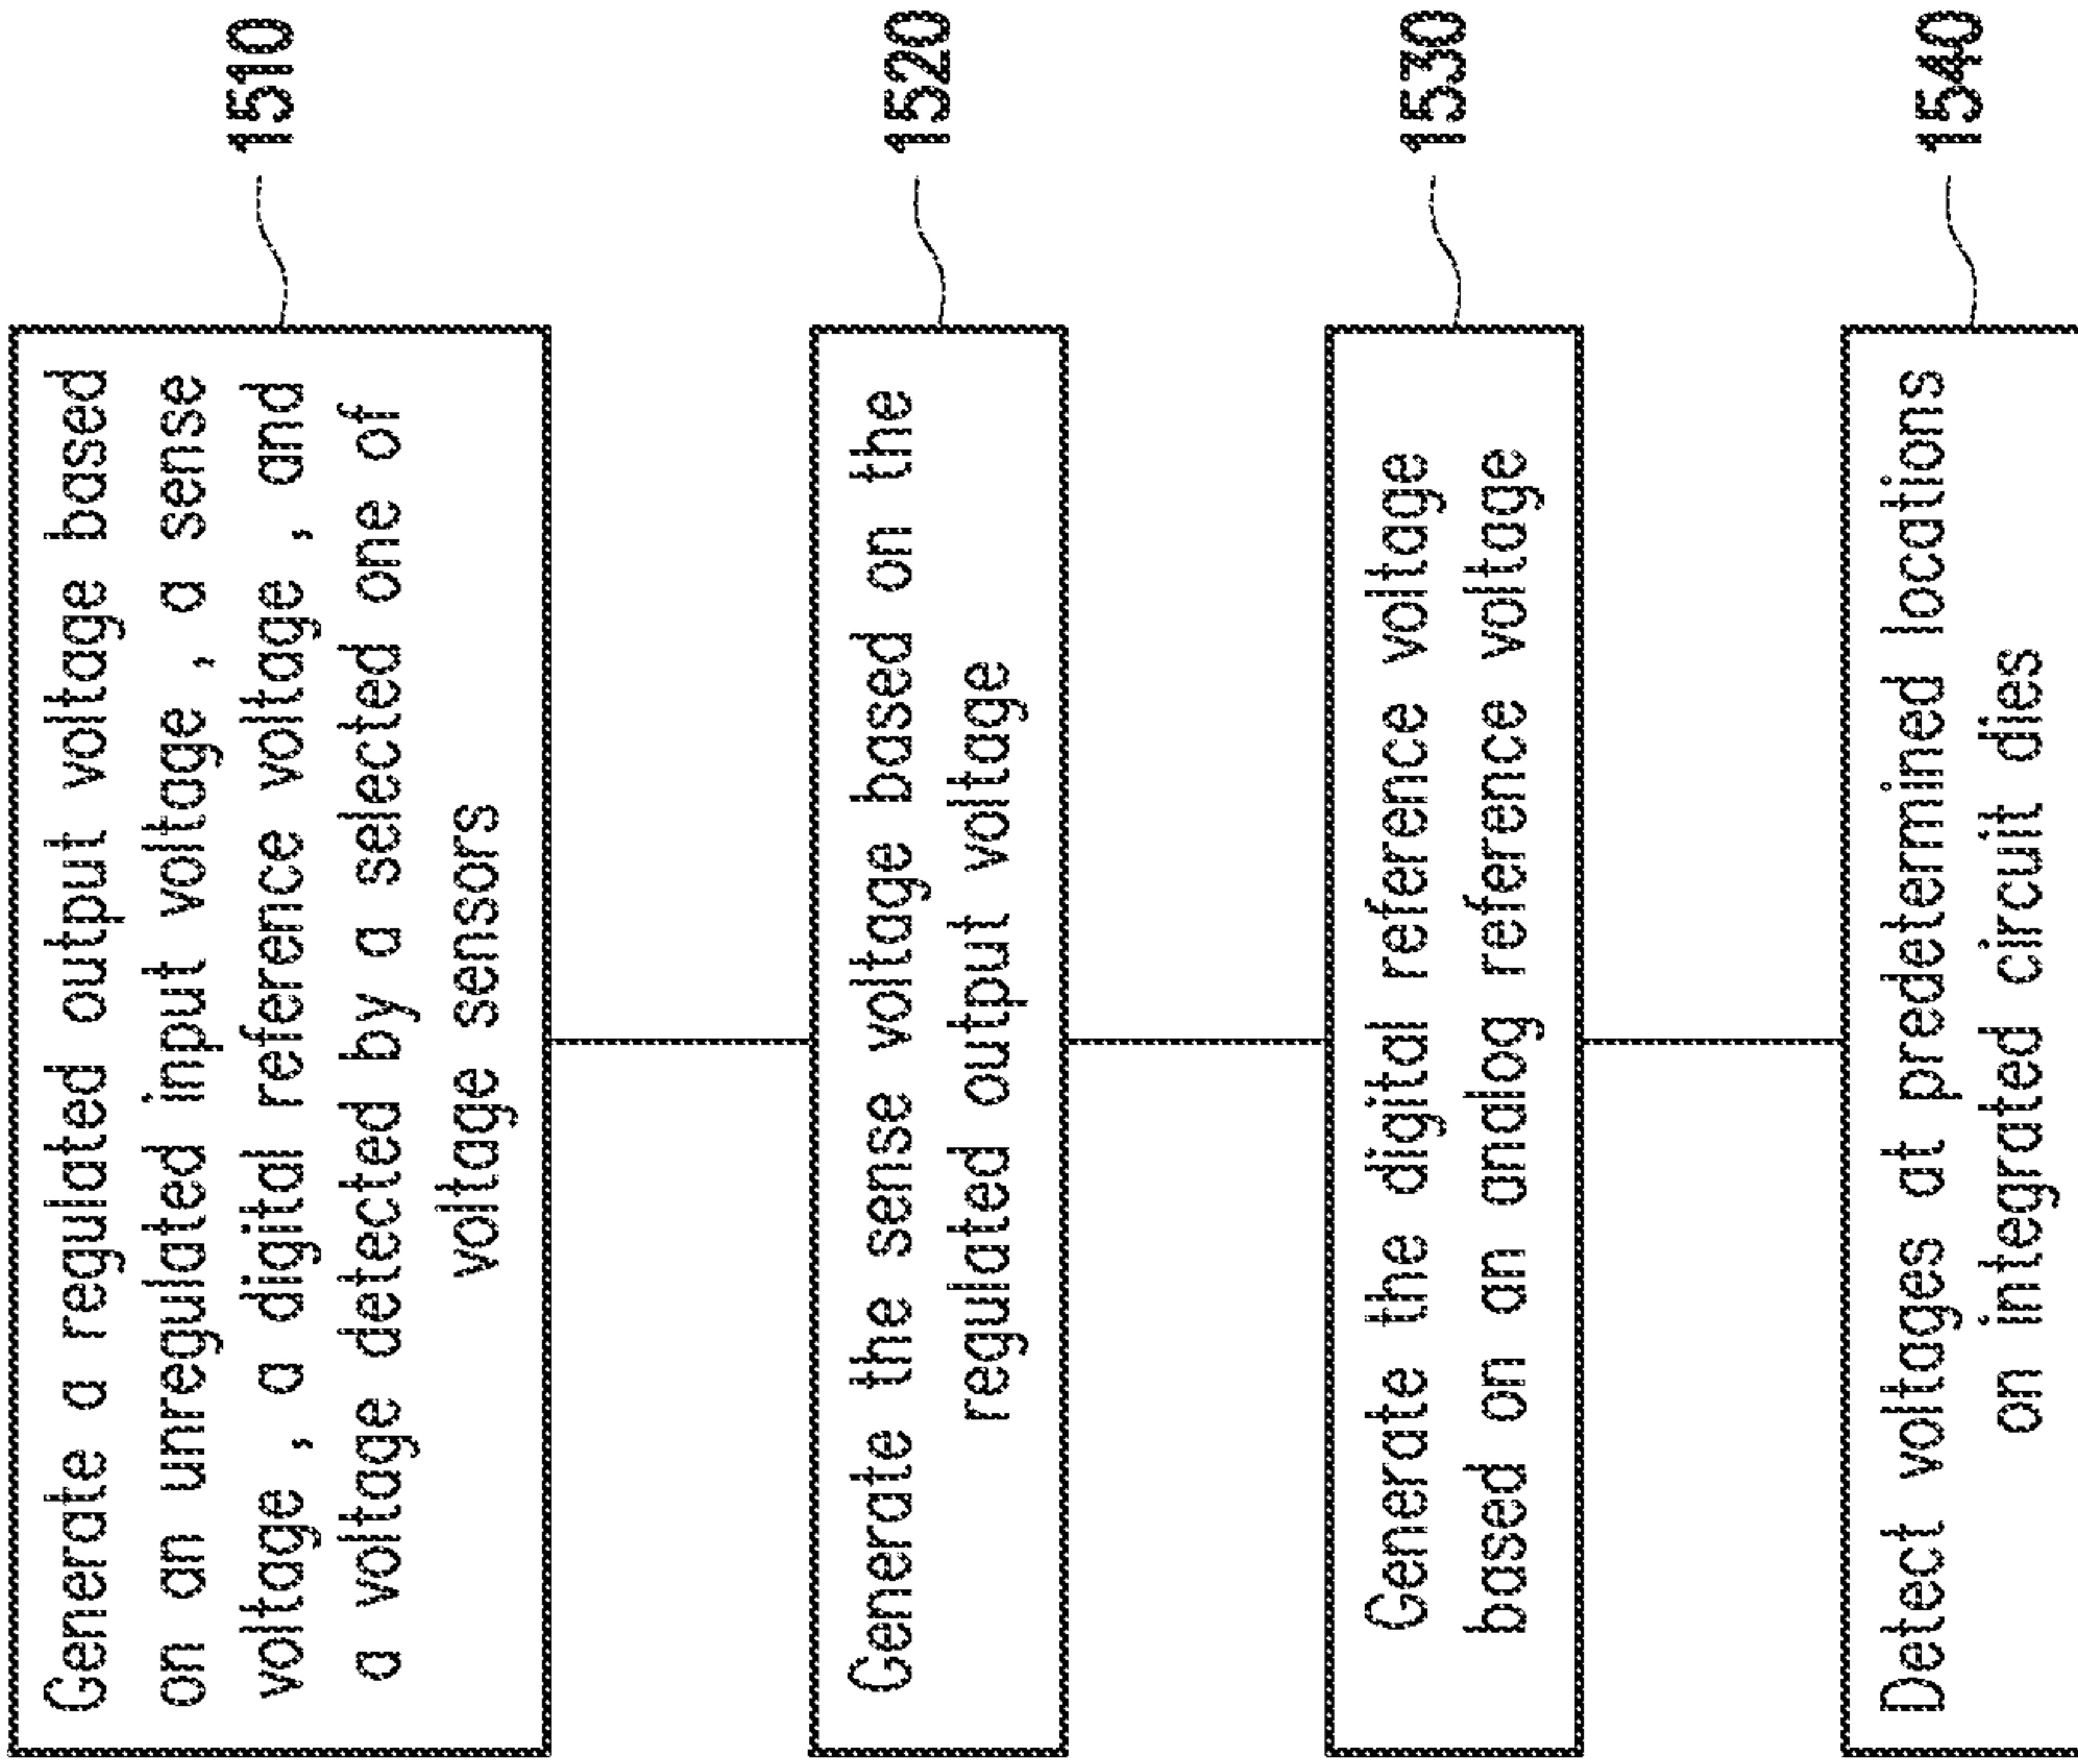 Generate a regulated output voltage based
on an unregulated input voltage , a sense
voltage , a digital reference voltage , and
a voltage detected by a selected one of
voltage sensors
1510
Generate the sense voltage based on the
regulated output voltage
1520
Generate the digital reference voltage
based on an analog reference voltage
1530
Detect voltages at predetermined locations
on integrated circuit dies
1540